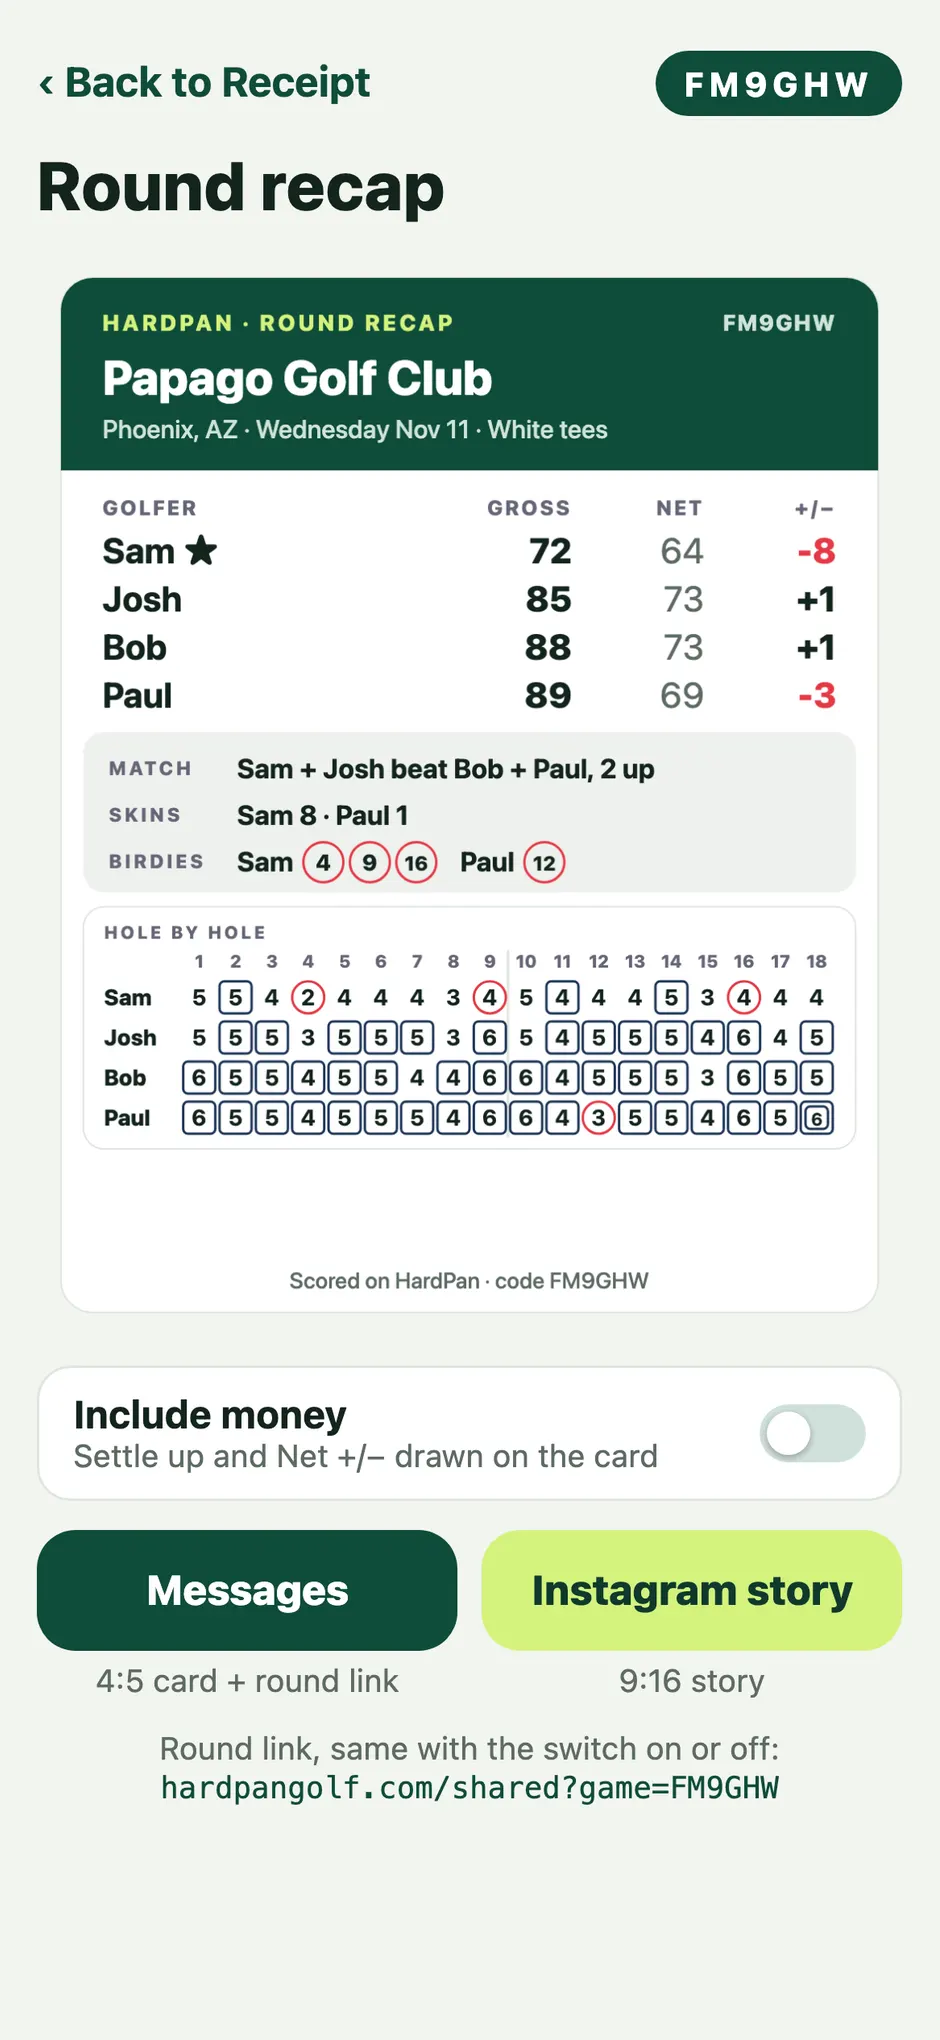 ‹ Back to Receipt FM9GHW
Round recap
HARDPAN · ROUND RECAP FM9GHW
Papago Golf Club
Phoenix, AZ · Wednesday Nov 11 · White tees
GOLFER GROSS NET +/–
Sam ★ 72 64 -8
Josh 85 73 +1
Bob 88 73 +1
Paul 89 69 -3
MATCH Sam + Josh beat Bob + Paul, 2 up
SKINS Sam 8 · Paul 1
BIRDIES Sam 4 9 16 Paul 12
HOLE BY HOLE
1 2 3 4 5 6 7 8 9 10 11 12 13 14 15 16 17 18
Sam 5 5 4 2 4 4 4 3 4 5 4 4 4 5 3 4 4 4
Josh 5 5 5 3 5 5 5 3 6 5 4 5 5 5 4 6 4 5
Bob 6 5 5 4 5 5 4 4 6 6 4 5 5 5 3 6 5 5
Paul 6 5 5 4 5 5 5 4 6 6 4 3 5 5 4 6 5 6
Scored on HardPan · code FM9GHW
Include money
Settle up and Net +/– drawn on the card
Messages Instagram story
4:5 card + round link 9:16 story
Round link, same with the switch on or off:
hardpangolf.com/shared?game=FM9GHW